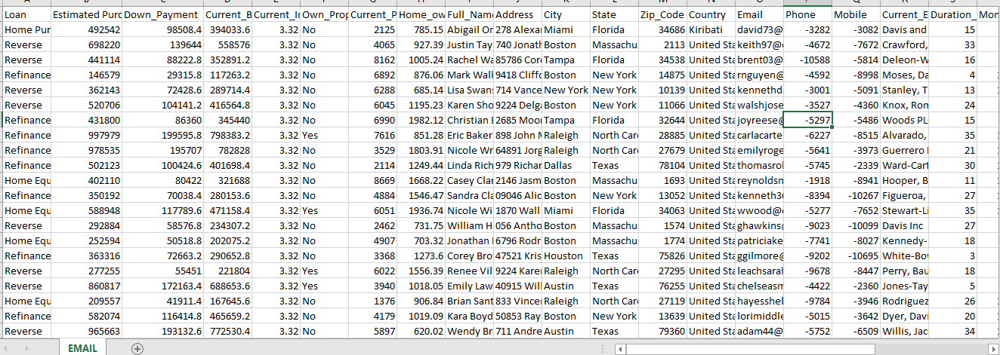 Loan Estimated Purc Down_Payment Current_B Current_I Own_Prop Current_P Home_ow Full_Name Address City State Zip_Code Country Email Phone Mobile Current_E Duration_ Mon
Home Pur 492542 98508.4 394033.6 3.32 No 2125 785.15 Abigail Or 278 Alexa Miami Florida 34686 Kiribati david73@ -3282 -3082 Davis and 15
Reverse 698220 139644 558576 3.32 No 4065 927.39 Justin Tay 740 Jonath Boston Massachu 2113 United Sta keith97@ -4672 -7672 Crawford, 33
Reverse 441114 88222.8 352891.2 3.32 No 8162 1005.24 Rachel Wa 85786 Cor Tampa Florida 34538 United Sta brent03@ -10588 -5814 Deleon-W 16
Refinance 146579 29315.8 117263.2 3.32 No 6892 876.06 Mark Wall 9418 Cliffo Boston New York 14875 United Sta rnguyen@ -4592 -8998 Moses, Da 4
Reverse 362143 72428.6 289714.4 3.32 No 6288 685.14 Lisa Swans 714 Vance New York New York 10139 United Sta kennethd -3001 -5091 Stanley, T 13
Reverse 520706 104141.2 416564.8 3.32 No 6045 1195.23 Karen Sho 9224 Delga Boston New York 11066 United Sta walshjose -3527 -4360 Knox, Rom 24
Refinance 431800 86360 345440 3.32 No 6990 1982.12 Christian 2685 Moor Tampa Florida 32644 United Sta joyreese@ -5297 -5486 Woods PL 15
Refinance 997979 199595.8 798383.2 3.32 Yes 7616 851.28 Eric Baker 898 John Raleigh North Car 28885 United Sta carlacarte -6227 -8515 Alvarado, 35
Refinance 978535 195707 782828 3.32 No 3529 1803.91 Nicole Wr 64891 Jorg Raleigh North Car 27679 United Sta emilyroge -5641 -3973 Guerrero 21
Refinance 502123 100424.6 401698.4 3.32 No 2114 1249.44 Linda Rich 979 Richar Dallas Texas 78104 United Sta thomasrol -5745 -2339 Ward-Cart 30
Home Equ 402110 80422 321688 3.32 No 8669 1668.22 Casey Clar 2146 Jasm Boston Massachu 1693 United Sta reynoldsn -1918 -8941 Hooper, B 11
Refinance 350192 70038.4 280153.6 3.32 No 4884 1546.47 Sandra Cla 09046 Alic Boston New York 13052 United Sta kenneth3 -8394 -10267 Figueroa, 27
Home Equ 588948 117789.6 471158.4 3.32 Yes 6051 1936.74 Nicole Wi 1870 Wall Miami Florida 34063 United Sta wwood@ -5277 -7652 Stewart-Li 35
Reverse 292884 58576.8 234307.2 3.32 No 2462 731.75 William H 056 Antho Boston Massachu 1574 United Sta ghawkins -9023 -10099 Davis Inc 27
Home Equ 252594 50518.8 202075.2 3.32 No 4907 703.32 Jonathan 6796 Rodr Boston Massachu 1774 United Sta patriciake -7741 -8027 Kennedy- 18
Refinance 363316 72663.2 290652.8 3.32 No 3368 1273.6 Corey Bro 47521 Kris Houston Texas 75826 United Sta ggilmore@ -9202 -10695 White-Bo 3
Reverse 277255 55451 221804 3.32 Yes 6022 1556.39 Renee Vil 9224 Karen Raleigh North Car 27295 United Sta leachsara -9678 -8447 Perry, Bau 18
Reverse 860817 172163.4 688653.6 3.32 Yes 3940 1018.05 Emily Law 40915 Will Austin Texas 76255 United Sta chelseasm -4422 -2360 Jones-Tay 5
Home Equ 209557 41911.4 167645.6 3.32 No 1376 906.84 Brian Sant 833 Vince Raleigh North Car 27119 United Sta hayesshel -9784 -3946 Rodriguez 26
Refinance 582074 116414.8 465659.2 3.32 No 4179 1019.09 Kara Boyd 50853 Ray Boston New York 13639 United Sta lorimiddle -5015 -3642 Dyer, Davi 20
Reverse 965663 193132.6 772530.4 3.32 No 5897 620.02 Wendy Br 711 Andre Austin Texas 79360 United Sta adam44@ -5752 -6509 Willis, Jac 34
EMAIL